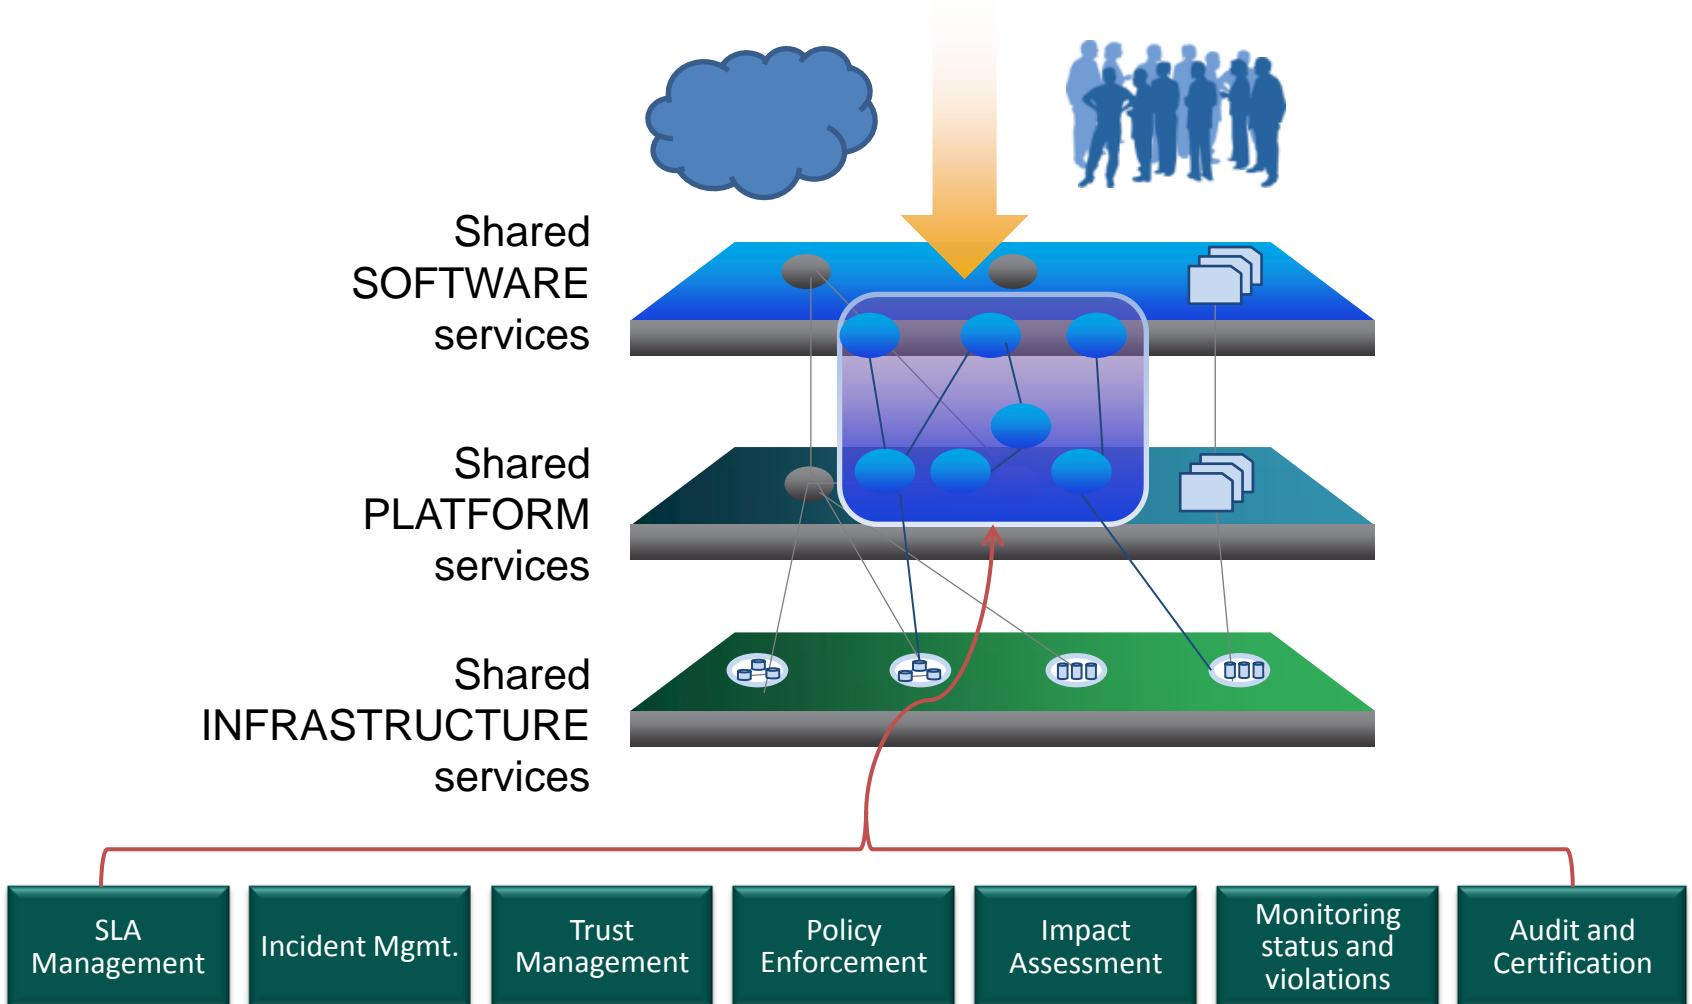 Shared
SOFTWARE
services
Shared
PLATFORM
services
Shared
INFRASTRUCTURE
services
SLA
Management
Incident Mgmt.
Trust
Management
Policy
Enforcement
Impact
Assessment
Monitoring
status and
violations
Audit and
Certification